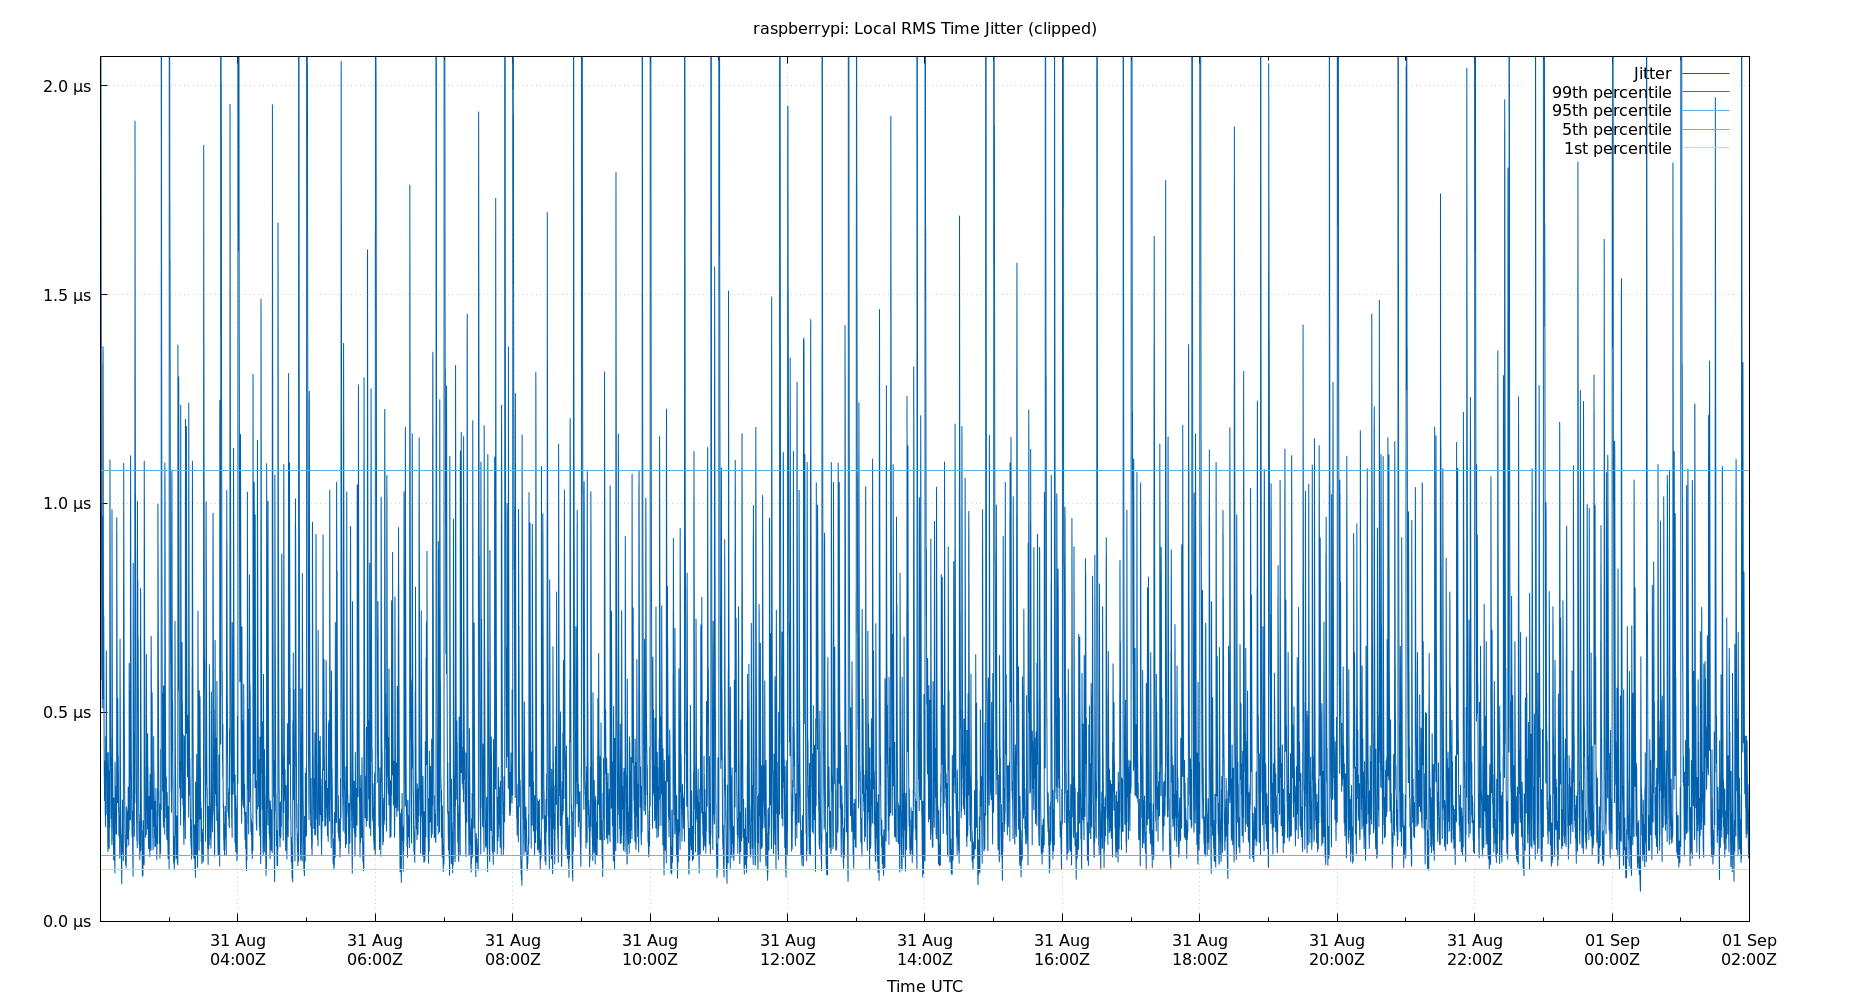 raspberrypi: Local RMS Time Jitter (clipped)
2.0 μs
1.5 μs
1.0 μs
0.5 μs
0.0 μs
Jitter
99th percentile
95th percentile
5th percentile
1st percentile
31 Aug 31 Aug 31 Aug 31 Aug 31 Aug 31 Aug 31 Aug 31 Aug 31 Aug 31 Aug 01 Sep 01 Sep
04:00Z 06:00Z 08:00Z 10:00Z 12:00Z 14:00Z 16:00Z 18:00Z 20:00Z 22:00Z 00:00Z 02:00Z
Time UTC